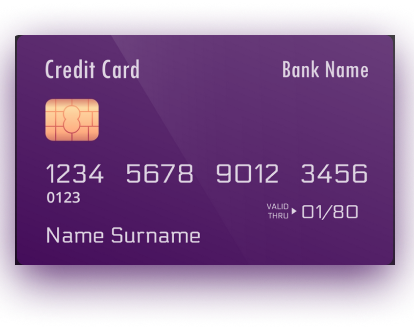 Credit Card Bank Name
1234 5678 9012 3456
0123
VALID THRU 01/80
Name Surname